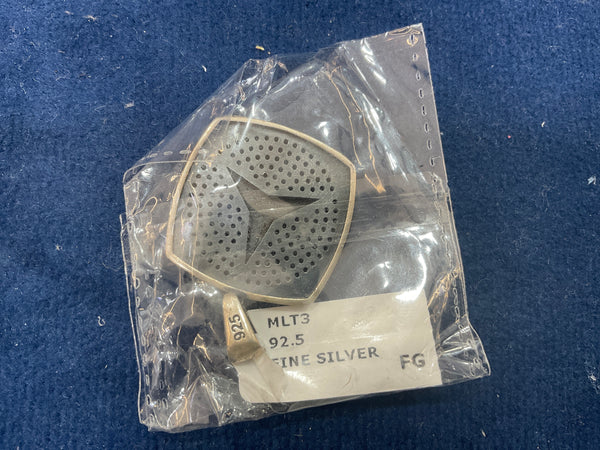 925
MLT3
92.5
FINE SILVER
FG